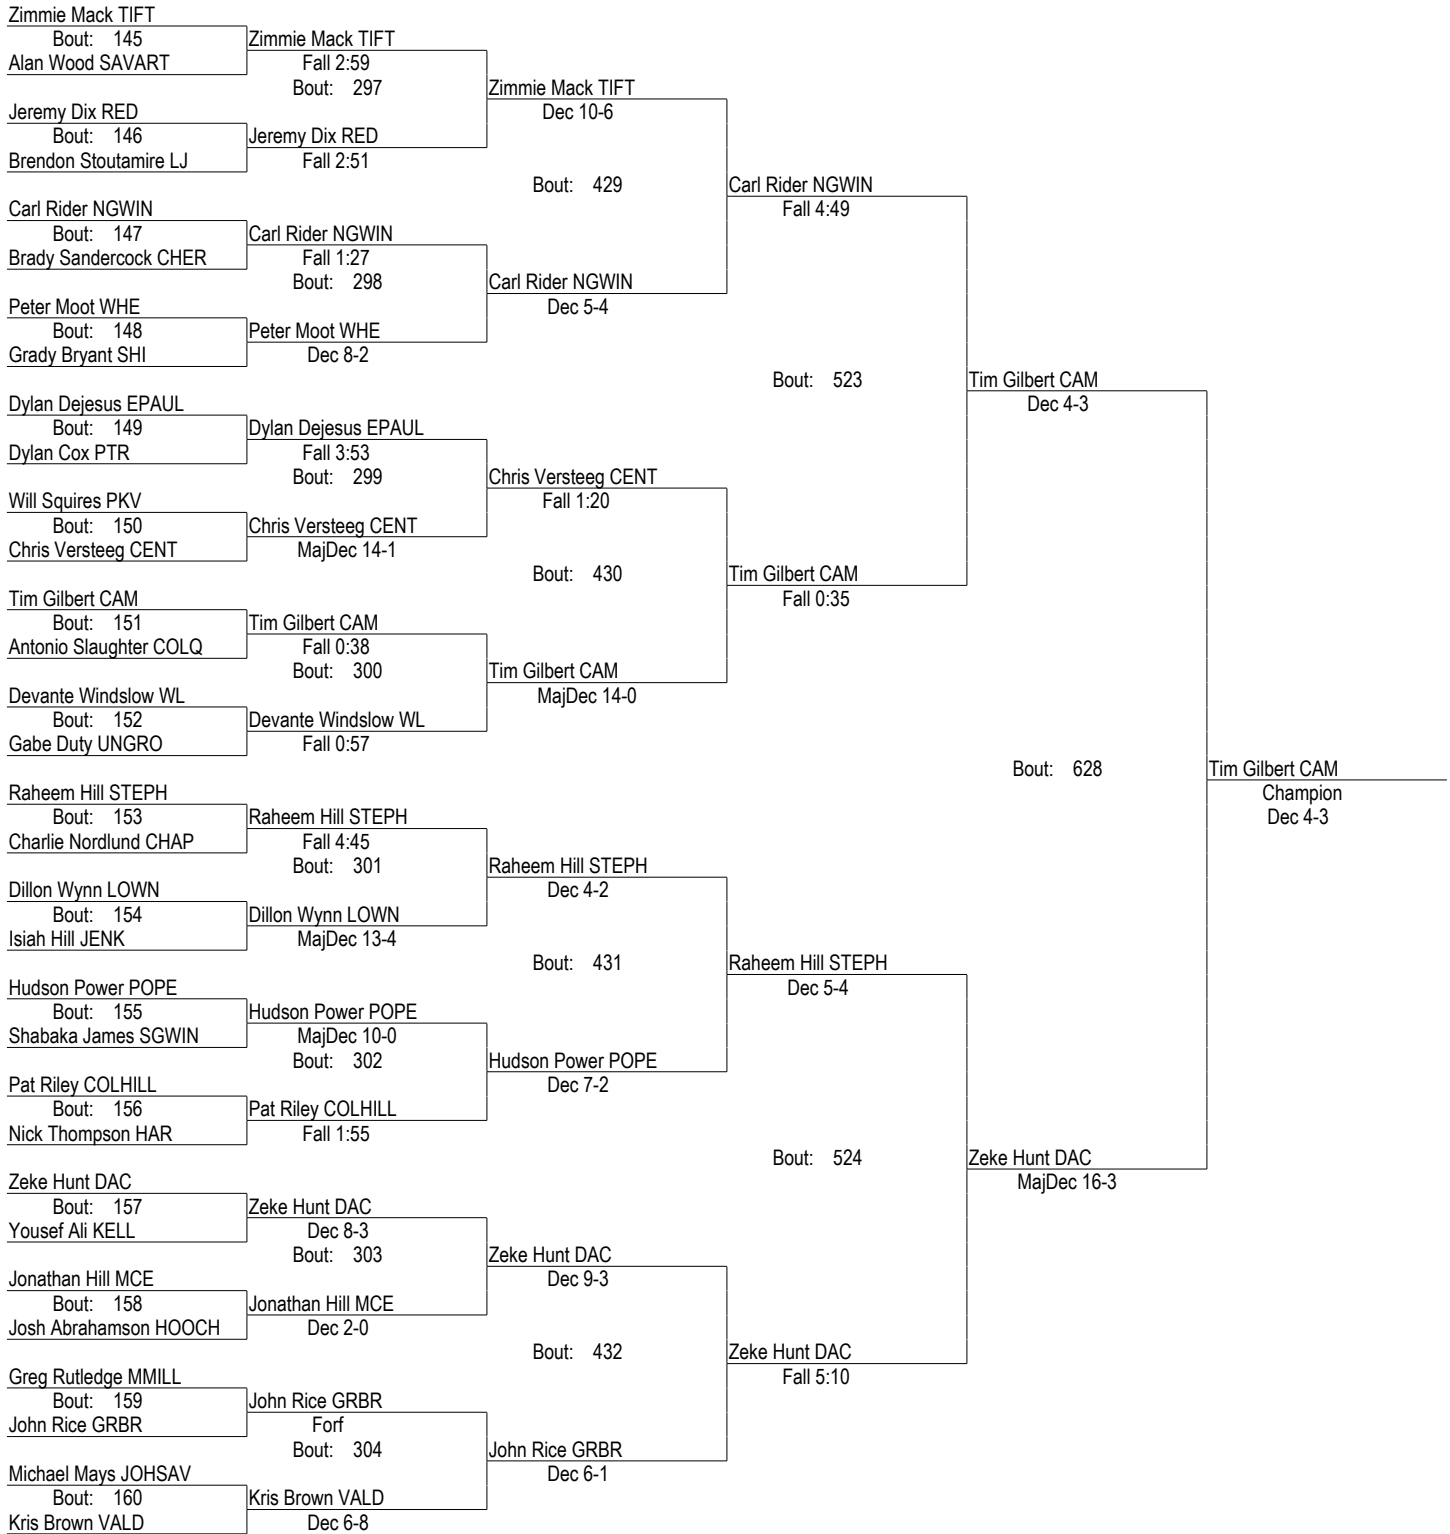 Zimmie Mack TIFT
Bout: 145
Alan Wood SAVART
Jeremy Dix RED
Bout: 146
Brendon Stoutamire LJ
Carl Rider NGWIN
Bout: 147
Brady Sandercock CHER
Peter Moot WHE
Bout: 148
Grady Bryant SHI
Dylan Dejesus EPAUL
Bout: 149
Dylan Cox PTR
Will Squires PKV
Bout: 150
Chris Versteeg CENT
Tim Gilbert CAM
Bout: 151
Antonio Slaughter COLQ
Devante Windslow WL
Bout: 152
Gabe Duty UNGRO
Raheem Hill STEPH
Bout: 153
Charlie Nordlund CHAP
Dillon Wynn LOWN
Bout: 154
Isiah Hill JENK
Hudson Power POPE
Bout: 155
Shabaka James SGWIN
Pat Riley COLHILL
Bout: 156
Nick Thompson HAR
Zeke Hunt DAC
Bout: 157
Yousef Ali KELL
Jonathan Hill MCE
Bout: 158
Josh Abrahamson HOOCH
Greg Rutledge MMILL
Bout: 159
John Rice GRBR
Michael Mays JOHSAV
Bout: 160
Kris Brown VALD
Zimmie Mack TIFT
Fall 2:59
Bout: 297
Jeremy Dix RED
Fall 2:51
Carl Rider NGWIN
Fall 1:27
Bout: 298
Peter Moot WHE
Dec 8-2
Dylan Dejesus EPAUL
Fall 3:53
Bout: 299
Chris Versteeg CENT
MajDec 14-1
Tim Gilbert CAM
Fall 0:38
Bout: 300
Devante Windslow WL
Fall 0:57
Raheem Hill STEPH
Fall 4:45
Bout: 301
Dillon Wynn LOWN
MajDec 13-4
Hudson Power POPE
MajDec 10-0
Bout: 302
Pat Riley COLHILL
Fall 1:55
Zeke Hunt DAC
Dec 8-3
Bout: 303
Jonathan Hill MCE
Dec 2-0
John Rice GRBR
Forf
Bout: 304
Kris Brown VALD
Dec 6-8
Zimmie Mack TIFT
Dec 10-6
Bout: 429
Carl Rider NGWIN
Dec 5-4
Chris Versteeg CENT
Fall 1:20
Bout: 430
Tim Gilbert CAM
MajDec 14-0
Raheem Hill STEPH
Dec 4-2
Bout: 431
Hudson Power POPE
Dec 7-2
Zeke Hunt DAC
Dec 9-3
Bout: 432
John Rice GRBR
Dec 6-1
Carl Rider NGWIN
Fall 4:49
Bout: 523
Tim Gilbert CAM
Fall 0:35
Raheem Hill STEPH
Dec 5-4
Bout: 524
Zeke Hunt DAC
Fall 5:10
Tim Gilbert CAM
Dec 4-3
Bout: 628
Zeke Hunt DAC
MajDec 16-3
Tim Gilbert CAM
Champion
Dec 4-3